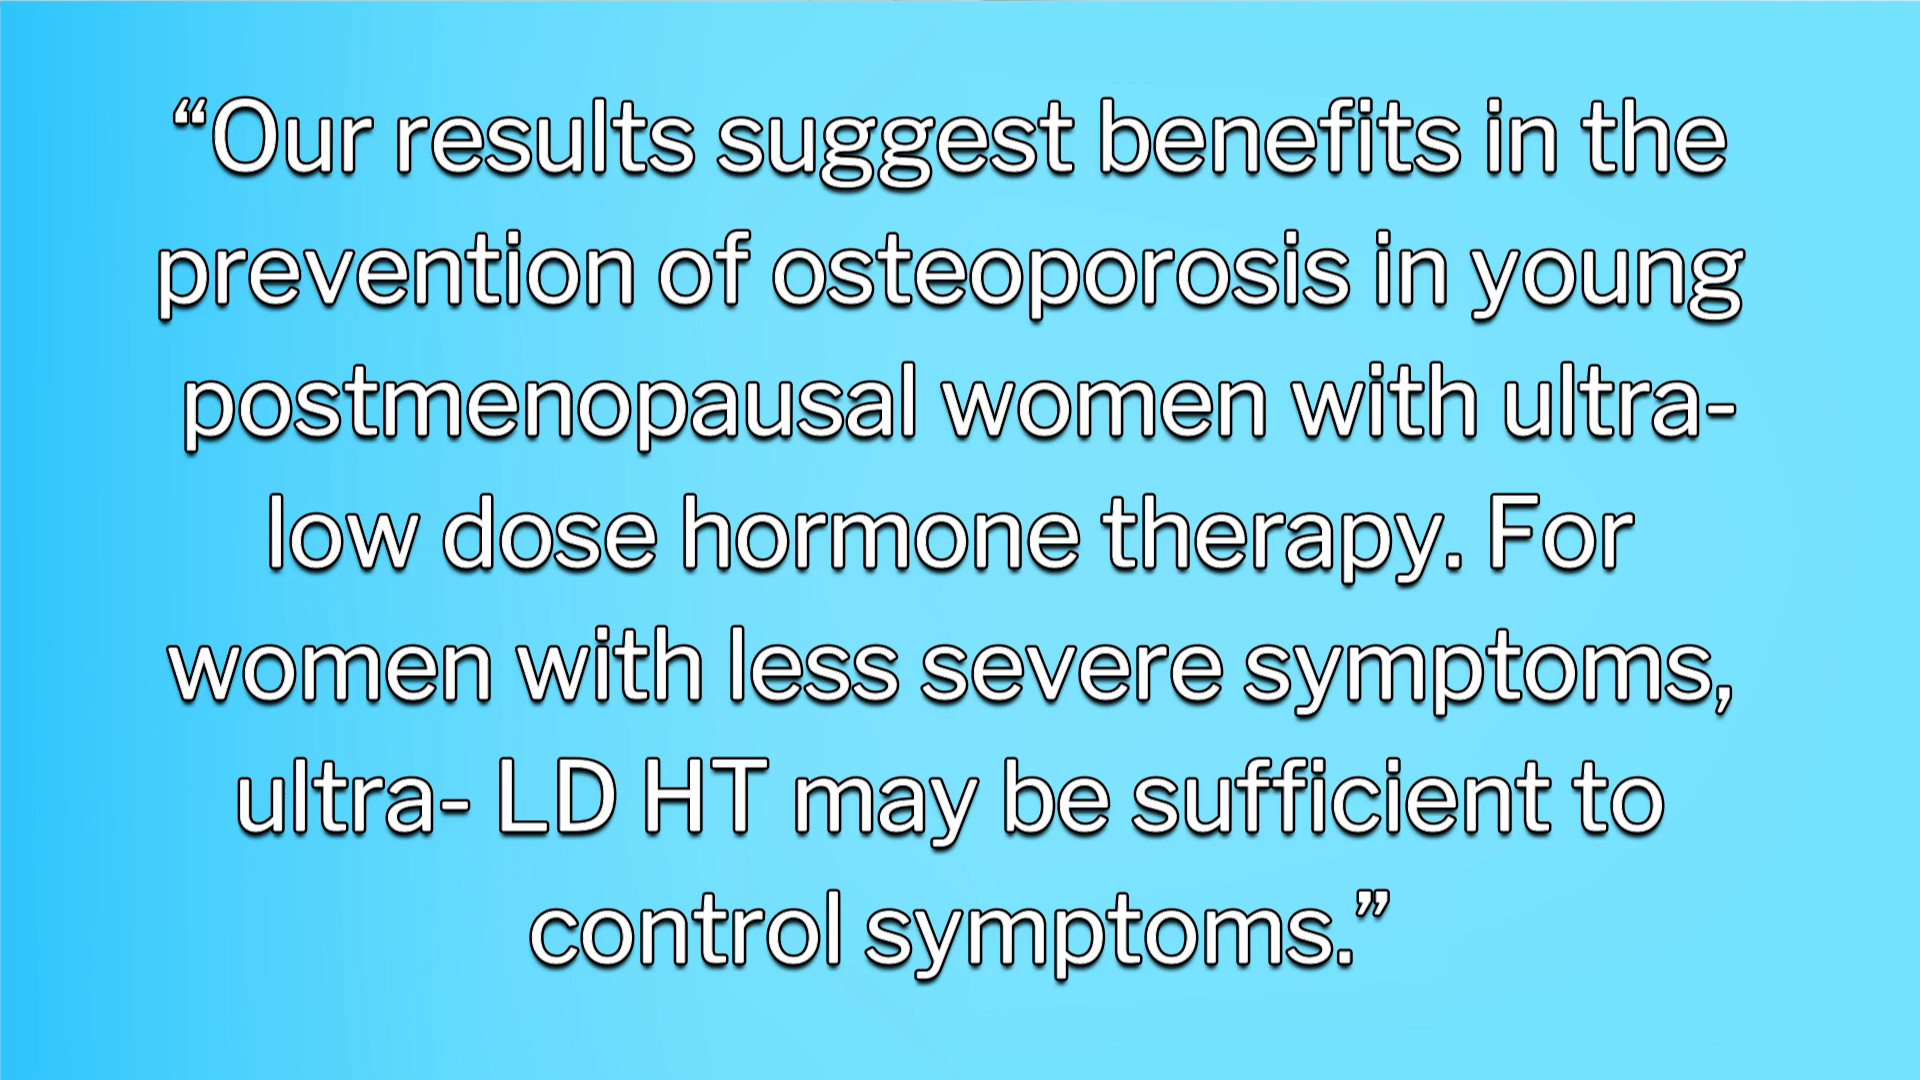 “Our results suggest benefits in the
prevention of osteoporosis in young
postmenopausal women with ultra-
low dose hormone therapy. For
women with less severe symptoms,
ultra- LD HT may be sufficient to
control symptoms.”